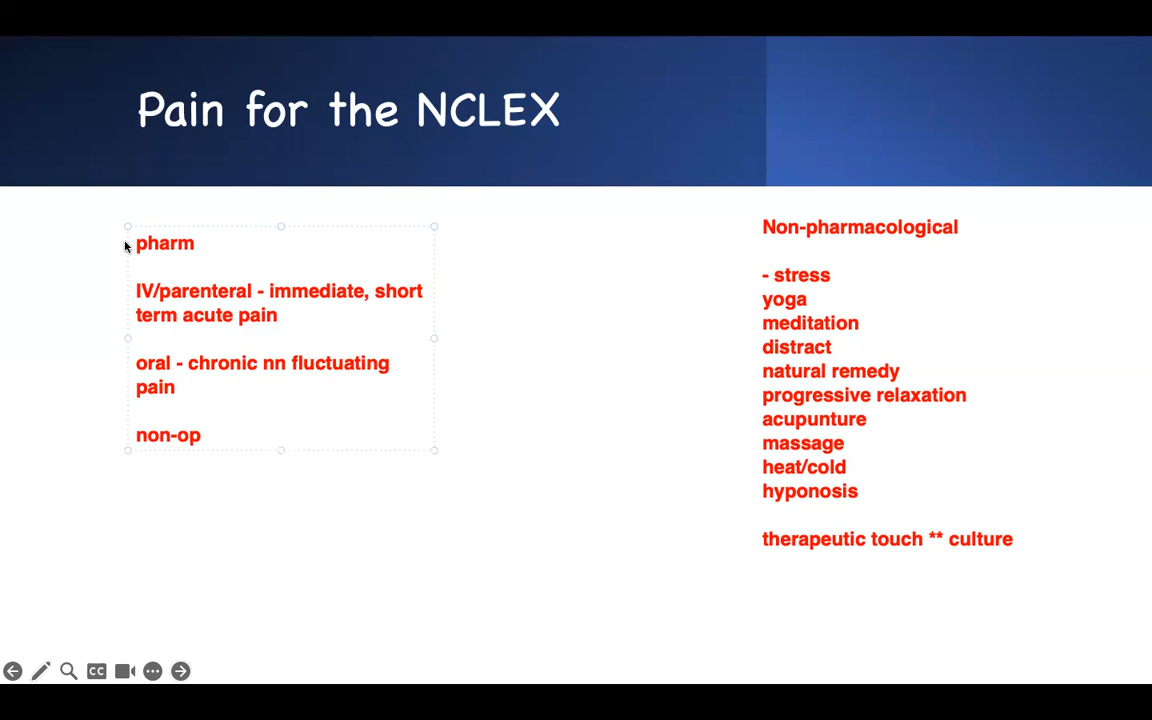 Pain for the NCLEX
pharm
IV/parenteral - immediate, short
term acute pain
oral - chronic nn fluctuating
pain
non-op
Non-pharmacological
- stress
yoga
meditation
distract
natural remedy
progressive relaxation
acupunture
massage
heat/cold
hyponosis
therapeutic touch ** culture
CC